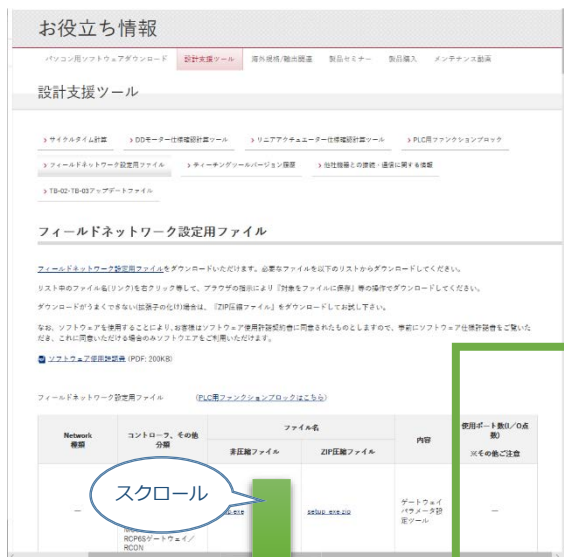 お役立ち情報
パソコン用ソフトウェアダウンロード 設計支援ツール 海外規格/輸出関連 製品セミナー 製品購入 メンテナンス動画
設計支援ツール
サイクルタイム計算 DDモーター仕様確認計算ツール リニアアクチュエーター仕様確認計算ツール PLC用ファンクションブロック
フィールドネットワーク設定用ファイル ティーチングツールバージョン履歴 他社機器との接続・通信に関する情報
TB-02・TB-03アップデートファイル
フィールドネットワーク設定用ファイル
フィールドネットワーク設定用ファイルをダウンロードいただけます。必要なファイルを以下のリストからダウンロードしてください。
リスト中のファイル名(リンク)を右クリック等して、ブラウザの指示により『対象をファイルに保存』等の操作でダウンロードしてください。
ダウンロードがうまくできない(拡張子の化け)場合は、『ZIP圧縮ファイル』をダウンロードしてお試し下さい。
なお、ソフトウェアを使用することにより、お客様はソフトウェア使用許諾契約書に同意されたものとしますので、事前にソフトウェア仕様許諾書をご覧いた
だき、これに同意いただける場合のみソフトウエアをご利用いただけます。
ソフトウェア使用許諾書 (PDF: 200KB)
フィールドネットワーク設定用ファイル (PLC用ファンクションブロックはこちら)
Network
種類
コントローラ、その他
分類
ファイル名
非圧縮ファイル ZIP圧縮ファイル
内容
使用ポート数(I/O点
数)
※その他ご注意
スクロール
setup_exe.zip
ゲートウェイ
パラメータ設
定ツール
RCP6Sゲートウェイ/
RCON